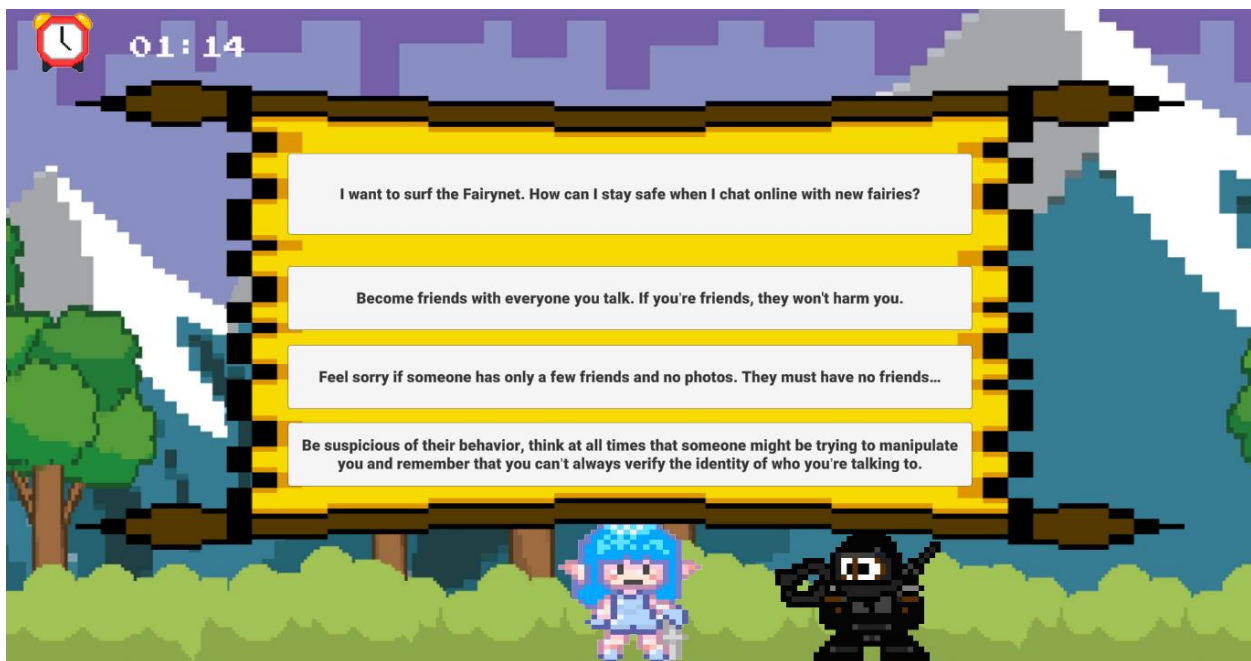 01:14
I want to surf the Fairynet. How can I stay safe when I chat online with new fairies?
Become friends with everyone you talk. If you're friends, they won't harm you.
Feel sorry if someone has only a few friends and no photos. They must have no friends...
Be suspicious of their behavior, think at all times that someone might be trying to manipulate
you and remember that you can't always verify the identity of who you're talking to.